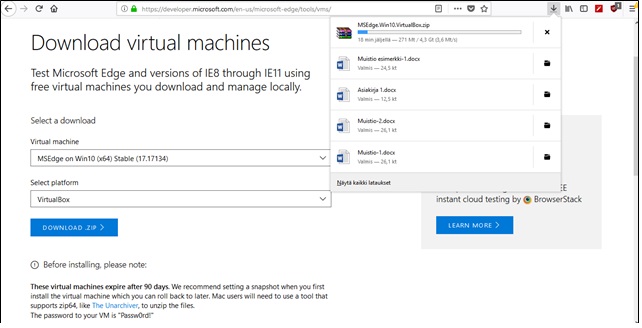 https://developer.microsoft.com/en-us/microsoft-edge/tools/vms/
Download virtual machines
Test Microsoft Edge and versions of IE8 through IE11 using
free virtual machines you download and manage locally.
Select a download
Virtual machine
MSEdge on Win10 (x64) Stable (17.17134)
Select platform
VirtualBox
DOWNLOAD .ZIP
Before installing, please note:
These virtual machines expire after 90 days. We recommend setting a snapshot when you first
install the virtual machine which you can roll back to later. Mac users will need to use a tool that
supports zip64, like The Unarchiver, to unzip the files.
The password to your VM is "Passw0rd!"
MSEdge.Win10.VirtualBox.zip
18 min jäljellä — 271 Mt / 4,3 Gt (3,6 Mt/s)
Muistio esimerkki-1.docx
Valmis — 24,5 kt
Asiakirja 1.docx
Valmis — 12,5 kt
Muistio-2.docx
Valmis — 26,1 kt
Muistio-1.docx
Valmis — 26,1 kt
Näytä kaikki lataukset
EE
instant cloud testing by BrowserStack
LEARN MORE